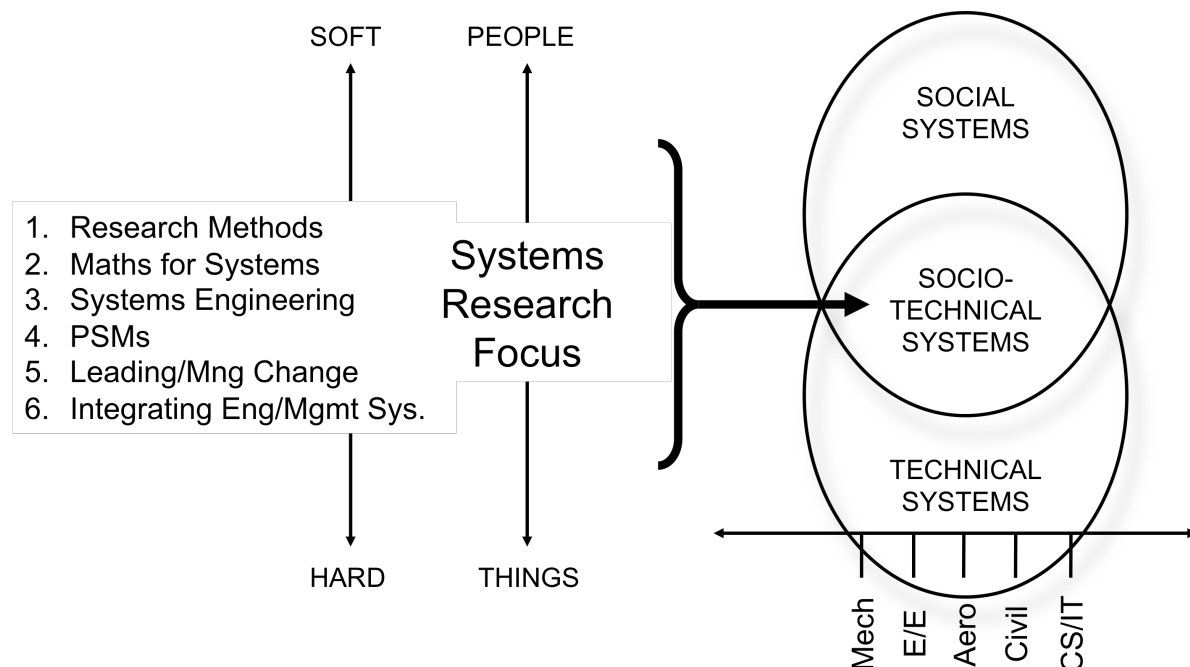 SOFT
PEOPLE
1. Research Methods
2. Maths for Systems
3. Systems Engineering
4. PSMs
5. Leading/Mng Change
6. Integrating Eng/Mgmt Sys.
Systems
Research
Focus
HARD
THINGS
SOCIAL
SYSTEMS
SOCIO-
TECHNICAL
SYSTEMS
TECHNICAL
SYSTEMS
Mech
E/E
Aero
Civil
CS/IT